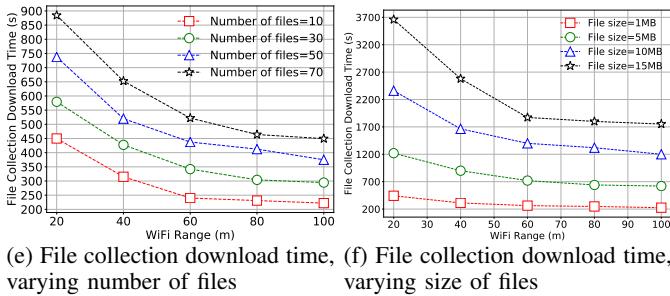 File Collection Download Time (s)
900
850
800
750
700
650
600
550
500
450
400
350
300
250
200
20
40
60
80
100
WiFi Range (m)
Number of files=10
Number of files=30
Number of files=50
Number of files=70
(e) File collection download time,
varying number of files
File Collection Download Time (s)
3700
3200
2700
2200
1700
1200
700
200
20
40
60
80
100
WiFi Range (m)
File size=1MB
File size=5MB
File size=10MB
File size=15MB
(f) File collection download time,
varying size of files